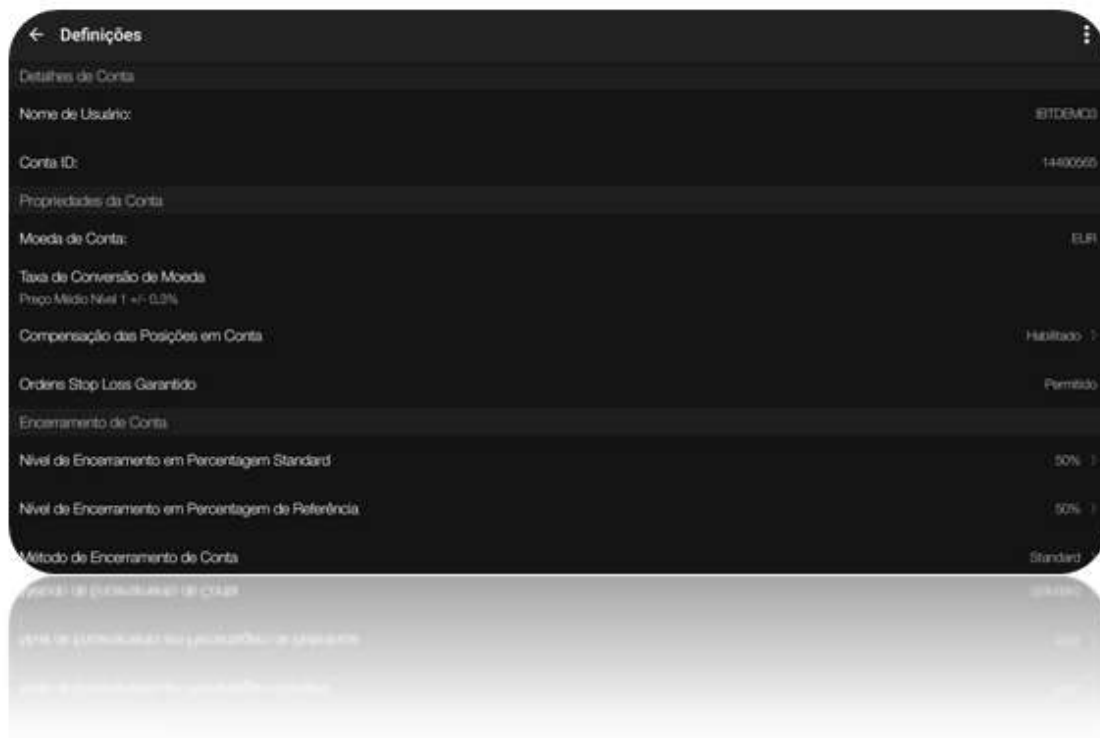 Definições
Detalhes de Conta
Nome de Usuário:
IBTDEMO3
Conta ID:
14490565
Propriedades da Conta
Moeda de Conta:
EUR
Taxa de Conversão de Moeda
Preço Médio Nível 1 +/- 0,3%
Compensação das Posições em Conta
Habilitado
Ordens Stop Loss Garantido
Permitido
Encerramento de Conta
Nível de Encerramento em Percentagem Standard
50%
Nível de Encerramento em Percentagem de Referência
50%
Método de Encerramento de Conta
Standard